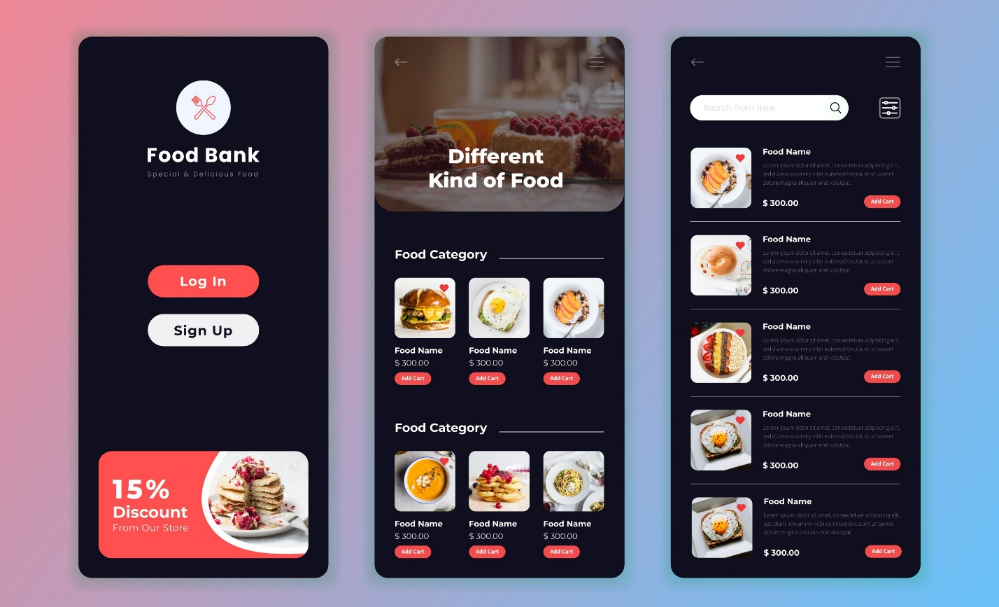 Food Bank
Special & Delicious Food
Log In
Sign Up
15%
Discount
From Our Store
Different
Kind of Food
Food Category
Food Name
$ 300.00
Add Cart
Food Name
$ 300.00
Add Cart
Food Name
$ 300.00
Add Cart
Food Category
Food Name
$ 300.00
Add Cart
Food Name
$ 300.00
Add Cart
Food Name
$ 300.00
Add Cart
Search From Here
Food Name
Lorem ipsum dolor sit amet, consectetuer adipiscing elit,
sed diam nonummy nibh euismod tincidunt ut laoreet
dolore magna aliquam erat volutpat.
$ 300.00
Add Cart
Food Name
Lorem ipsum dolor sit amet, consectetuer adipiscing elit,
sed diam nonummy nibh euismod tincidunt ut laoreet
dolore magna aliquam erat volutpat.
$ 300.00
Add Cart
Food Name
Lorem ipsum dolor sit amet, consectetuer adipiscing elit,
sed diam nonummy nibh euismod tincidunt ut laoreet
dolore magna aliquam erat volutpat.
$ 300.00
Add Cart
Food Name
Lorem ipsum dolor sit amet, consectetuer adipiscing elit,
sed diam nonummy nibh euismod tincidunt ut laoreet
dolore magna aliquam erat volutpat.
$ 300.00
Add Cart
Food Name
Lorem ipsum dolor sit amet, consectetuer adipiscing elit,
sed diam nonummy nibh euismod tincidunt ut laoreet
dolore magna aliquam erat volutpat.
$ 300.00
Add Cart